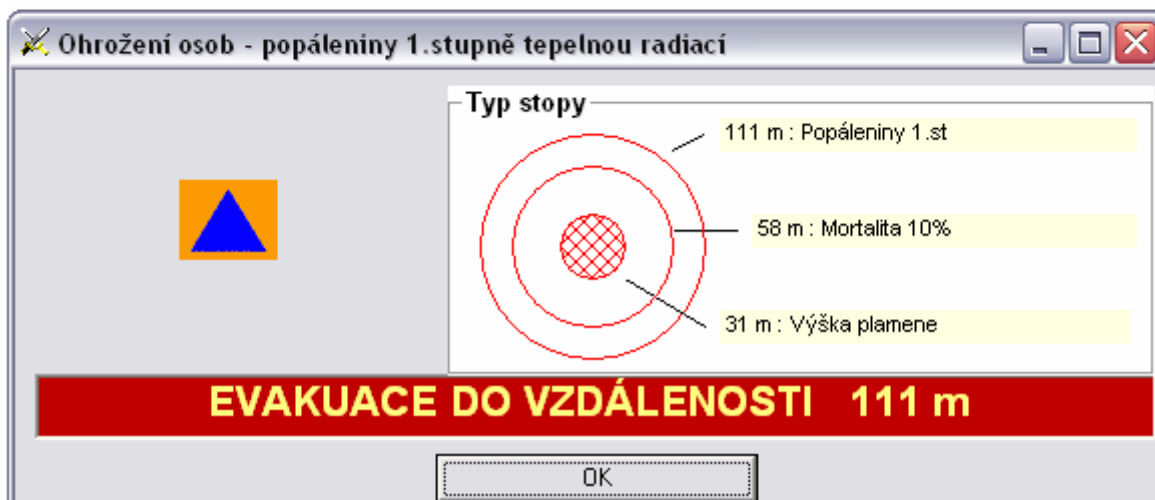 Ohrožení osob - popáleniny 1.stupně tepelnou radiací
Typ stopy
111 m : Popáleniny 1.st
58 m : Mortalita 10%
31 m : Výška plamene
EVAKUACE DO VZDÁLENOSTI 111 m
OK